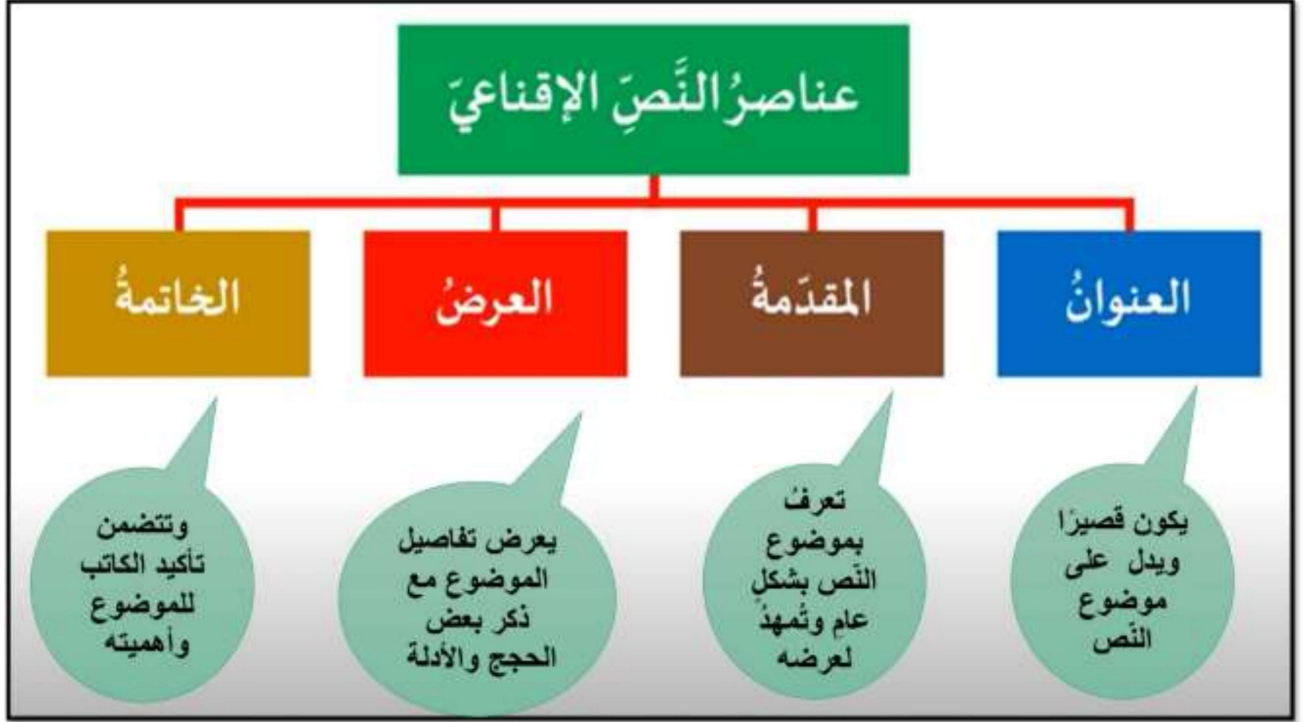 عناصرُ النَّصِّ الإقناعيّ
العنوانُ
المقدّمةُ
العرضُ
الخاتمةُ
يكون قصيرًا
ويدل على
موضوع
النّص
تعرفُ
بموضوع
النّص بشكلٍ
عامِ وتُمهدُ
لعرضه
يعرض تفاصيل
الموضوع مع
ذكر بعض
الحجج والأدلة
وتتضمن
تأكيد الكاتب
للموضوع
وأهميته